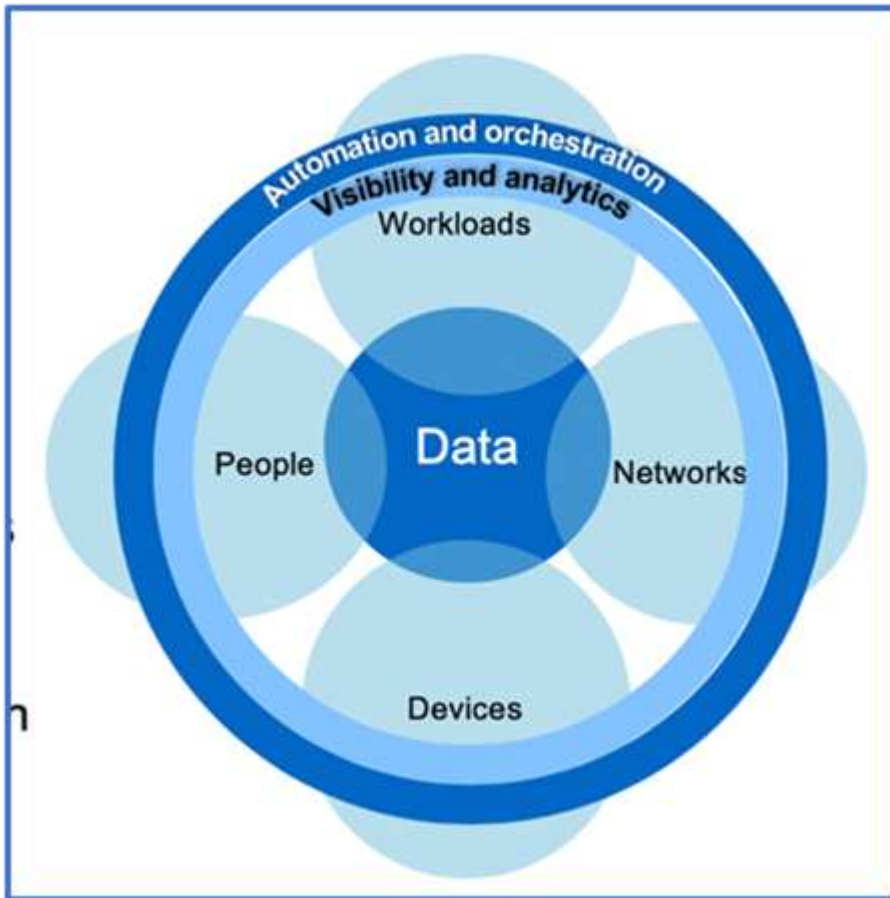 Automation and orchestration
Visibility and analytics
Workloads
Data
People
Networks
s
Devices
n